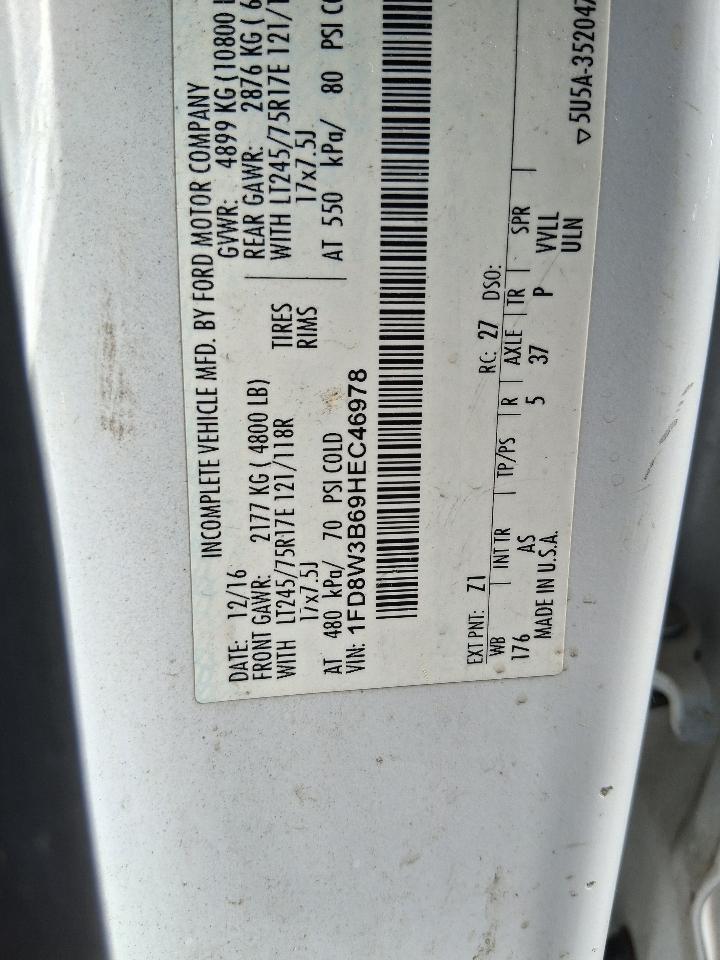 INCOMPLETE VEHICLE MFD. BY FORD MOTOR COMPANY
DATE: 12/16 GVWR: 4899 KG (10800
FRONT GAWR: 2177 KG ( 4800 LB) REAR GAWR: 2876 KG (
WITH LT245/75R17E 121/118R TIRES WITH LT245/75R17E 121/
17x7.5J RIMS 17x7.5J
AT 480 kPa/ 70 PSI COLD AT 550 kPa/ 80 PSI
VIN: 1FD8W3B69HEC46978
EXT PNT: Z1 RC: 27 DSO:
WB INT TR TP/PS R AXLE TR SPR
176 AS 5 37 P VVLL
MADE IN U.S.A. ULN
▽5U5A-35204